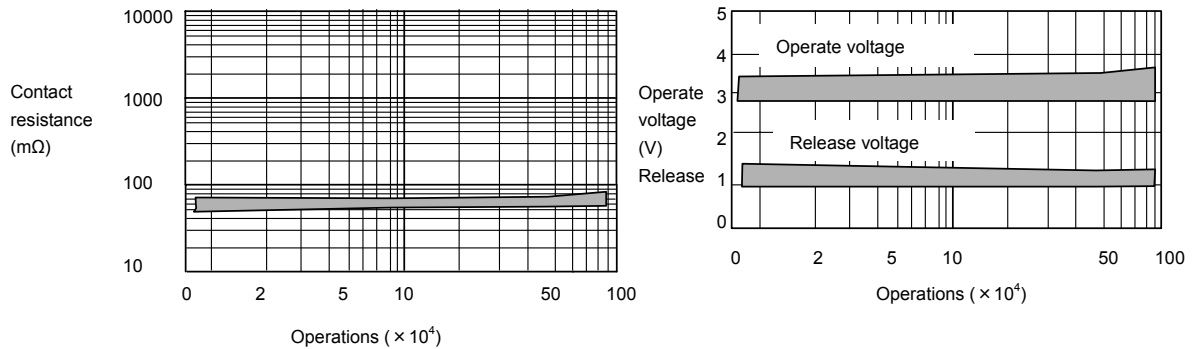 10000
1000
100
10
Contact
resistance
(mΩ)
0 2 5 10 50 100
Operations ( × 10⁴)
5
4
3
2
1
0
Operate voltage
Release voltage
Operate
voltage
(V)
Release
0 2 5 10 50 100
Operations ( × 10⁴)